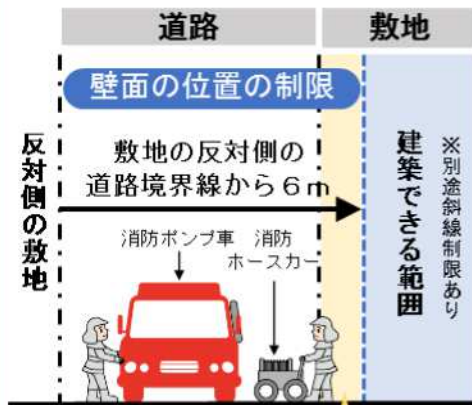 道路
敷地
壁面の位置の制限
敷地の反対側の
道路境界線から6m
反対側の敷地
消防ポンプ車
消防
ホースカー
建築できる範囲
※別途斜線制限あり